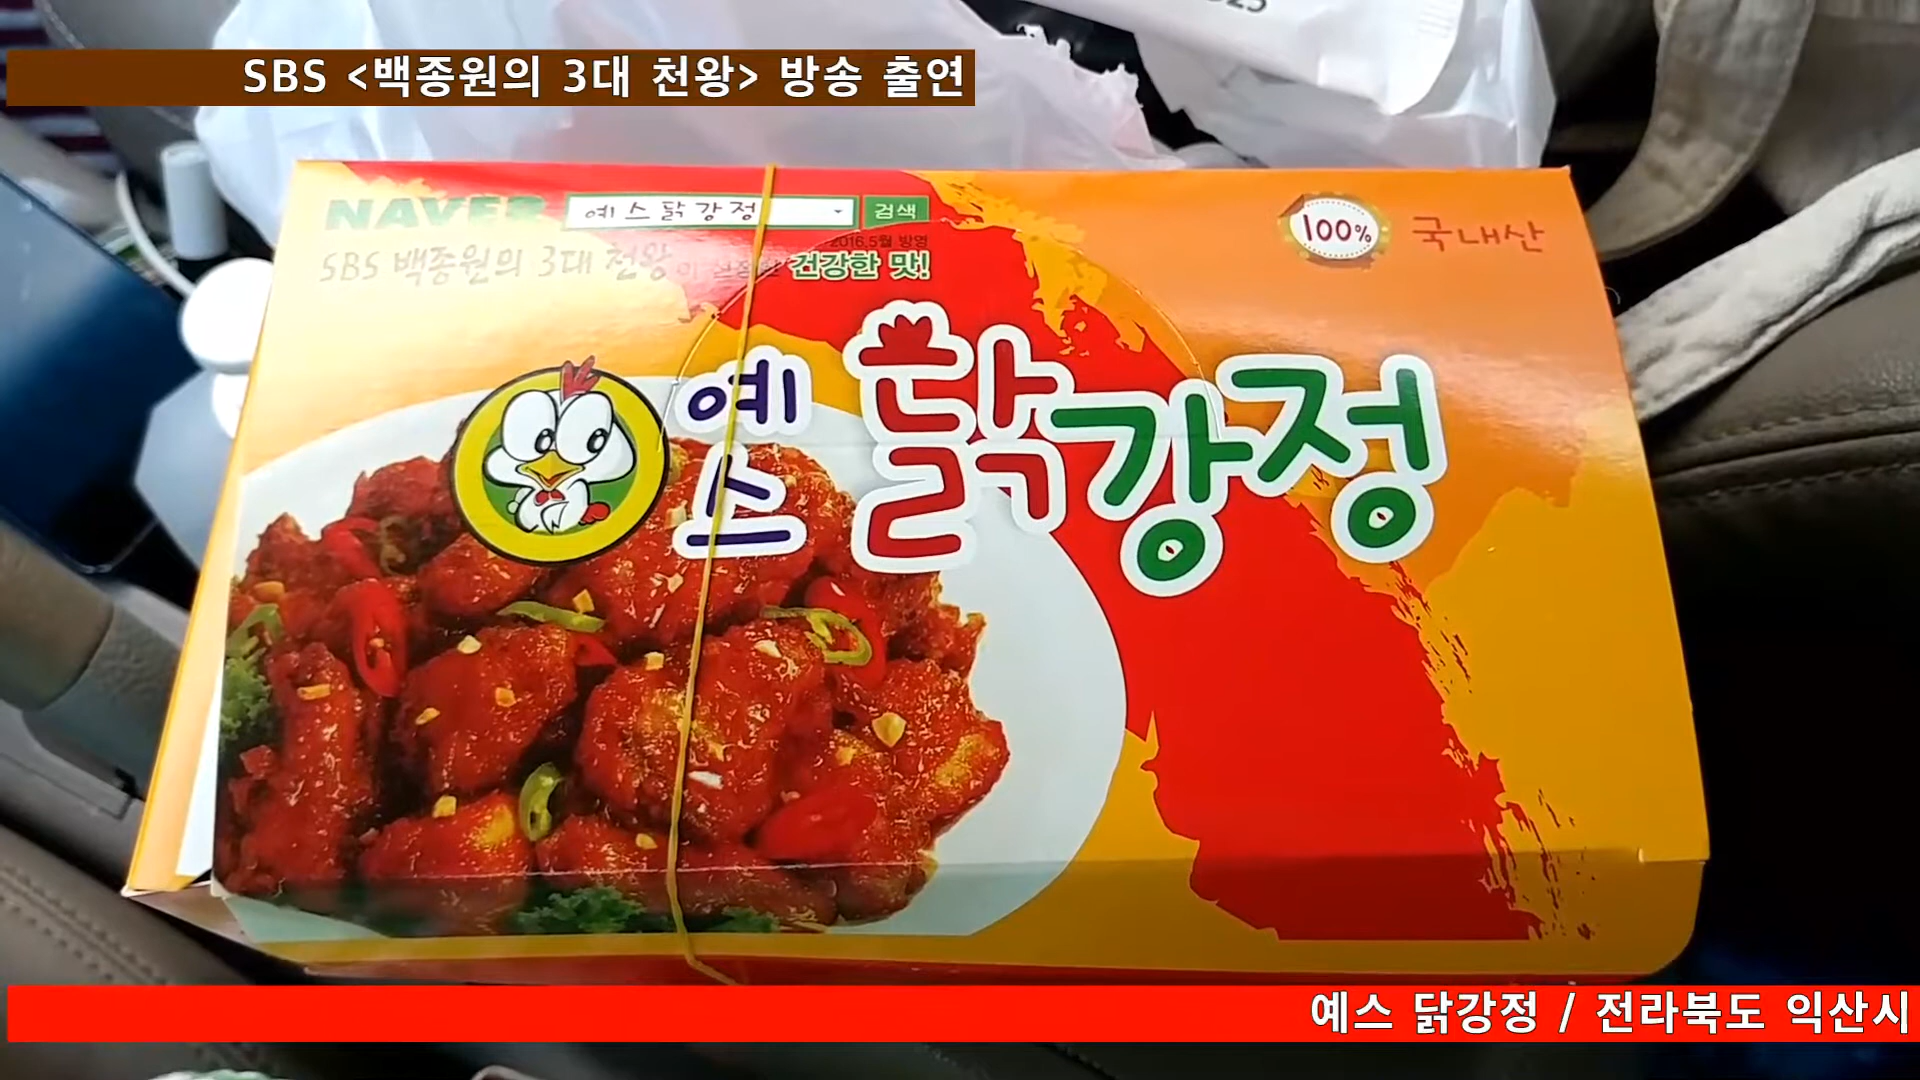 SBS <백종원의 3대 천왕> 방송 출연
NAVER 예스닭강정 검색
2016.5월 방영
SBS 백종원의 3대 천왕이 건강한 맛!
100% 국내산
예스 닭강정
예스 닭강정 / 전라북도 익산시